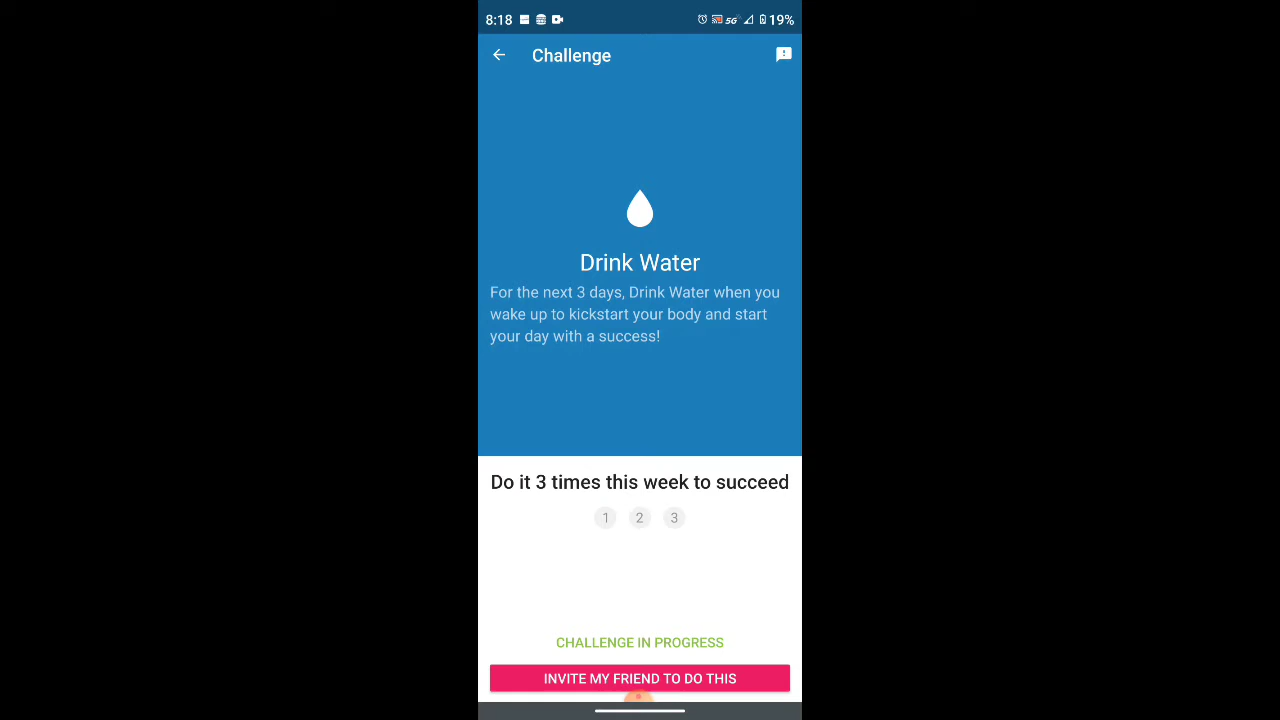 8:18 5G 19%
Challenge
Drink Water
For the next 3 days, Drink Water when you
wake up to kickstart your body and start
your day with a success!
Do it 3 times this week to succeed
1 2 3
CHALLENGE IN PROGRESS
INVITE MY FRIEND TO DO THIS